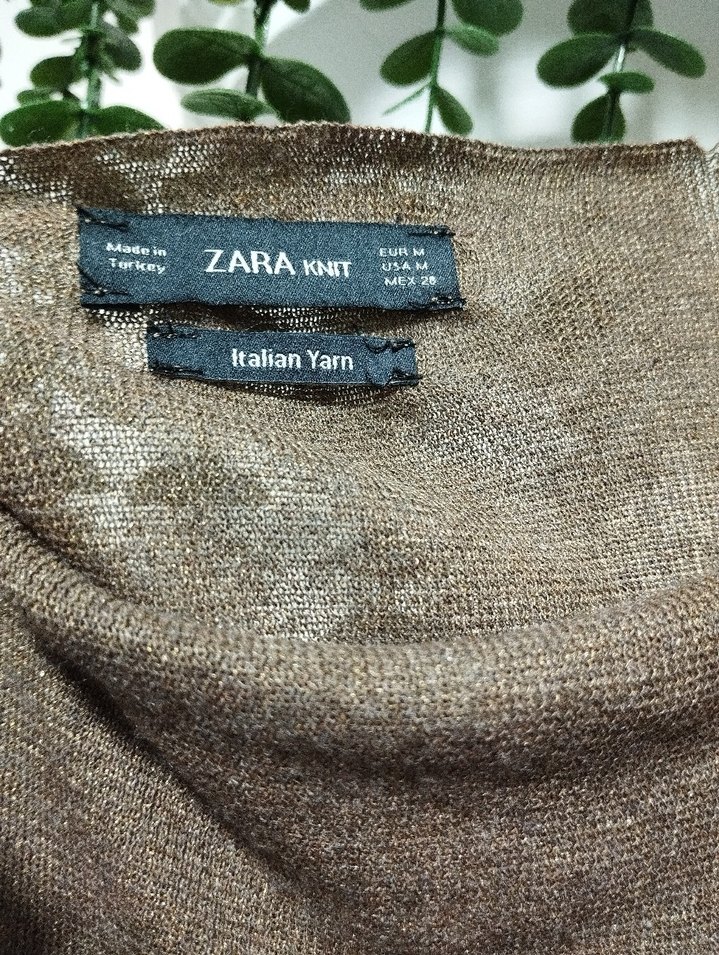 Made in
Turkey
ZARA KNIT
EUR M
USA M
MEX 28
Italian Yarn